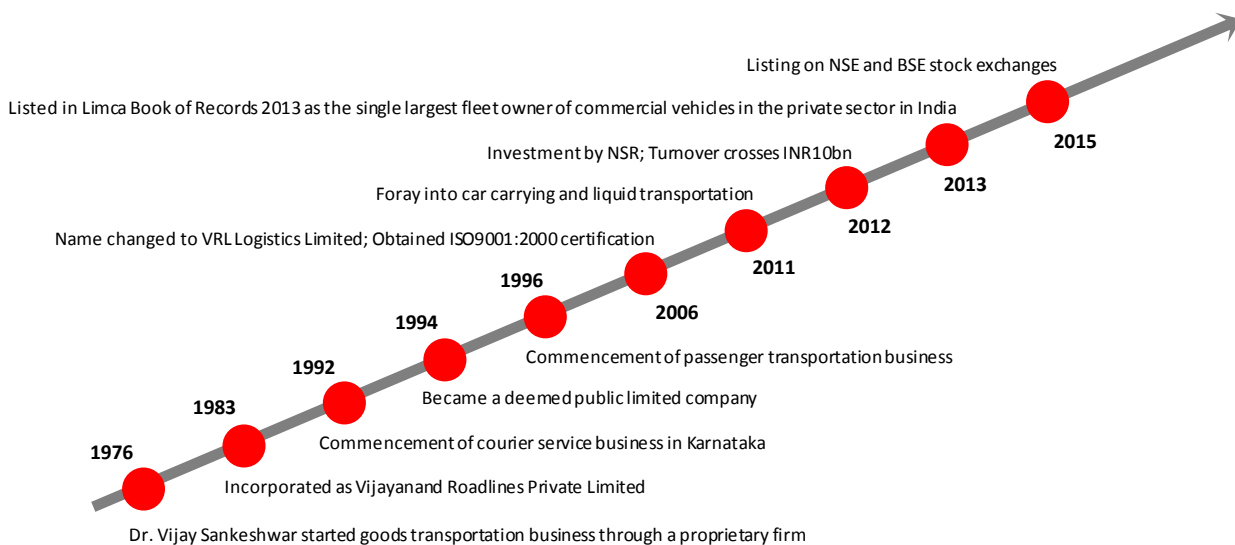 Listing on NSE and BSE stock exchanges
Listed in Limca Book of Records 2013 as the single largest fleet owner of commercial vehicles in the private sector in India
2015
Investment by NSR; Turnover crosses INR10bn
2013
Foray into car carrying and liquid transportation
2012
Name changed to VRL Logistics Limited; Obtained ISO9001:2000 certification
2011
1996
2006
1994
Commencement of passenger transportation business
1992
Became a deemed public limited company
1983
Commencement of courier service business in Karnataka
1976
Incorporated as Vijayanand Roadlines Private Limited
Dr. Vijay Sankeshwar started goods transportation business through a proprietary firm